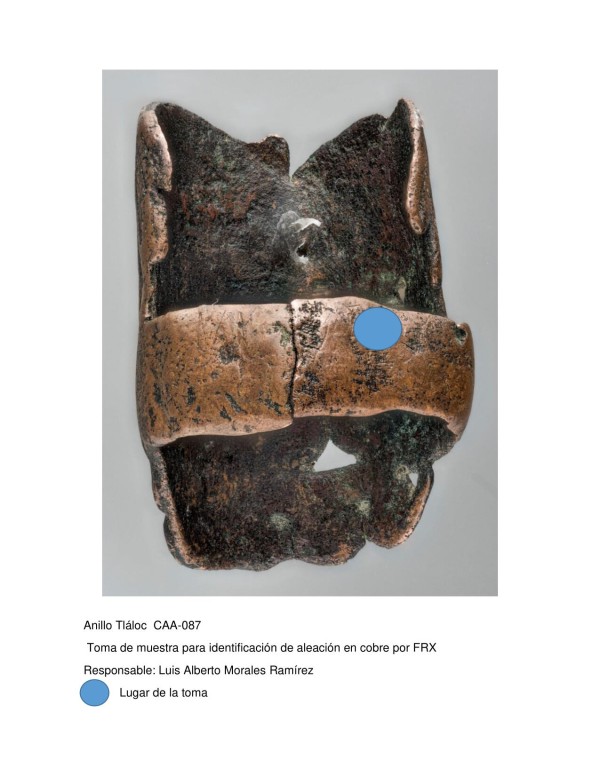 Anillo Tláloc CAA-087
Toma de muestra para identificación de aleación en cobre por FRX
Responsable: Luis Alberto Morales Ramírez
Lugar de la toma